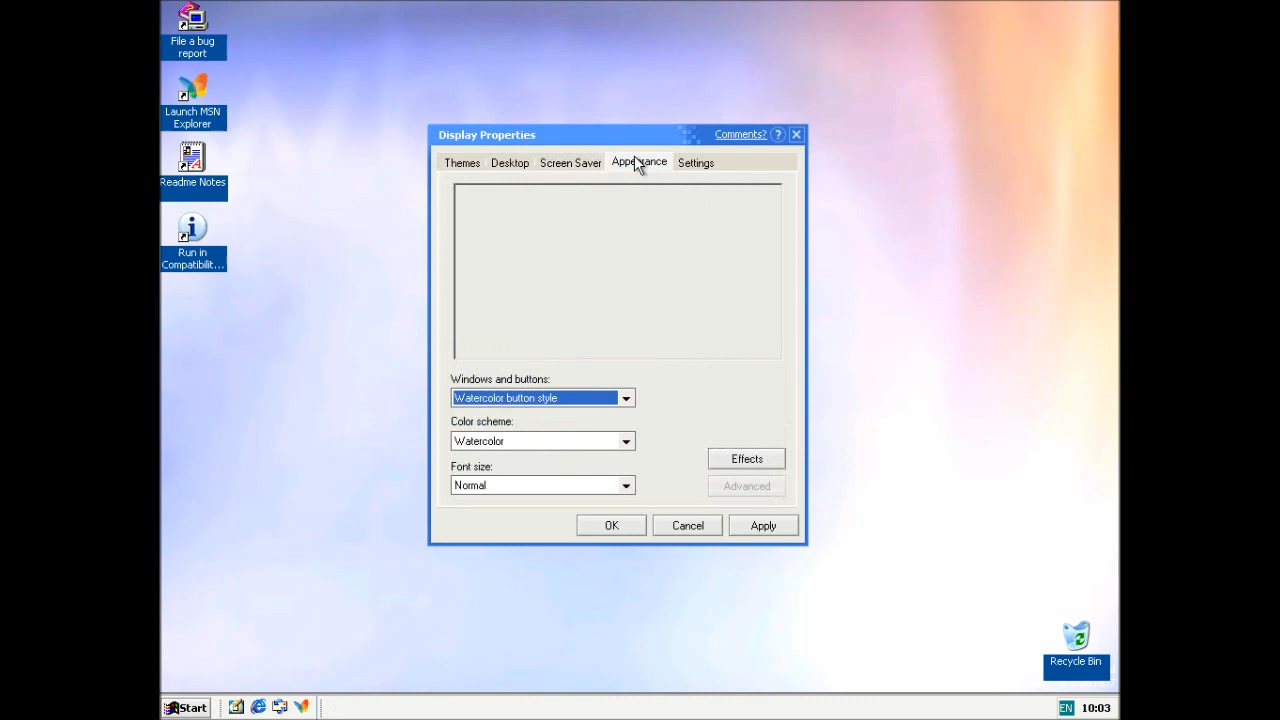 File a bug
report
Launch MSN
Explorer
Readme Notes
Run in
Compatibilit...
Display Properties
Comments?
?
Themes
Desktop
Screen Saver
Appearance
Settings
Windows and buttons:
Watercolor button style
Color scheme:
Watercolor
Font size:
Normal
Effects
Advanced
OK
Cancel
Apply
Recycle Bin
Start
EN
10:03